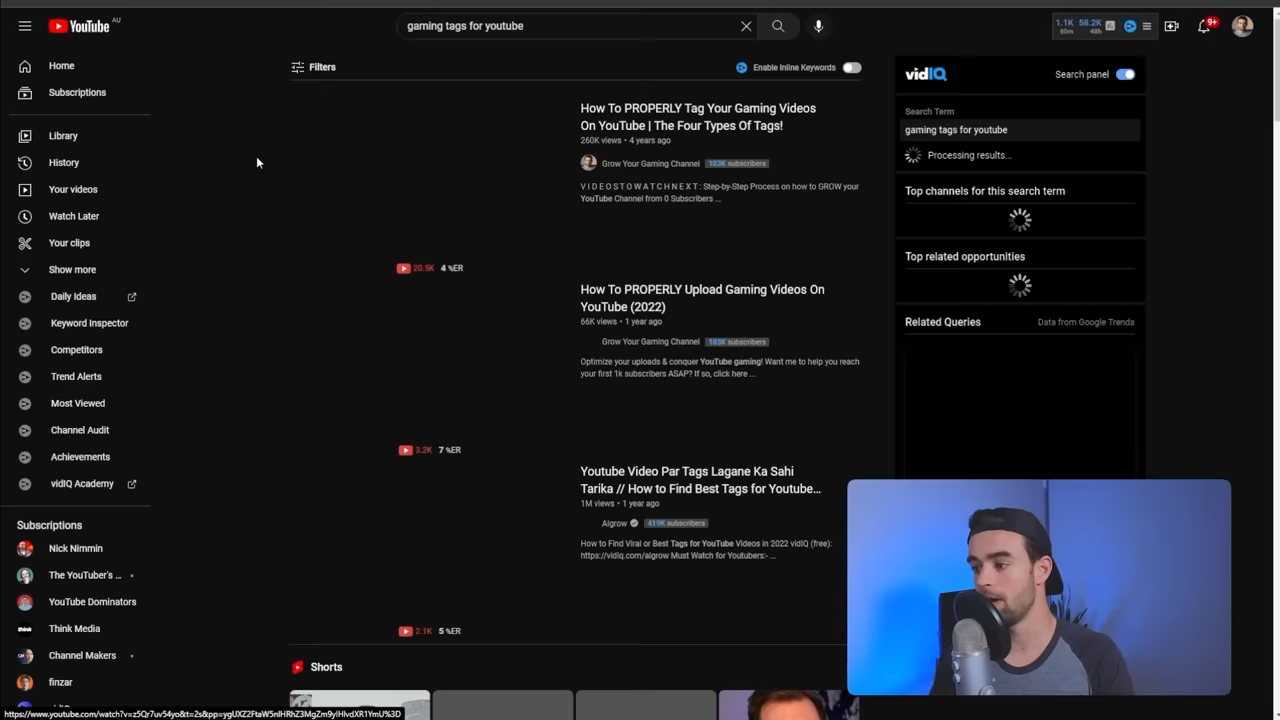 YouTube AU
gaming tags for youtube
1.1K 58.2K
60m 48h
9+
Home
Subscriptions
Library
History
Your videos
Watch Later
Your clips
Show more
Daily Ideas
Keyword Inspector
Competitors
Trend Alerts
Most Viewed
Channel Audit
Achievements
vidIQ Academy
Subscriptions
Nick Nimmin
The YouTuber's ...
YouTube Dominators
Think Media
Channel Makers
finzar
Filters
Enable Inline Keywords
How To PROPERLY Tag Your Gaming Videos
On YouTube | The Four Types Of Tags!
260K views • 4 years ago
Grow Your Gaming Channel 103K subscribers
V I D E O S T O W A T C H N E X T : Step-by-Step Process on how to GROW your
YouTube Channel from 0 Subscribers ...
20.5K 4 %ER
How To PROPERLY Upload Gaming Videos On
YouTube (2022)
66K views • 1 year ago
Grow Your Gaming Channel 103K subscribers
Optimize your uploads & conquer YouTube gaming! Want me to help you reach
your first 1k subscribers ASAP? If so, click here ...
3.2K 7 %ER
Youtube Video Par Tags Lagane Ka Sahi
Tarika // How to Find Best Tags for Youtube...
1M views • 1 year ago
Algrow 419K subscribers
How to Find Viral or Best Tags for YouTube Videos in 2022 vidIQ (free):
https://vidiq.com/algrow Must Watch for Youtubers:- ...
2.1K 5 %ER
Shorts
vidIQ
Search panel
Search Term
gaming tags for youtube
Processing results...
Top channels for this search term
Top related opportunities
Related Queries
Data from Google Trends